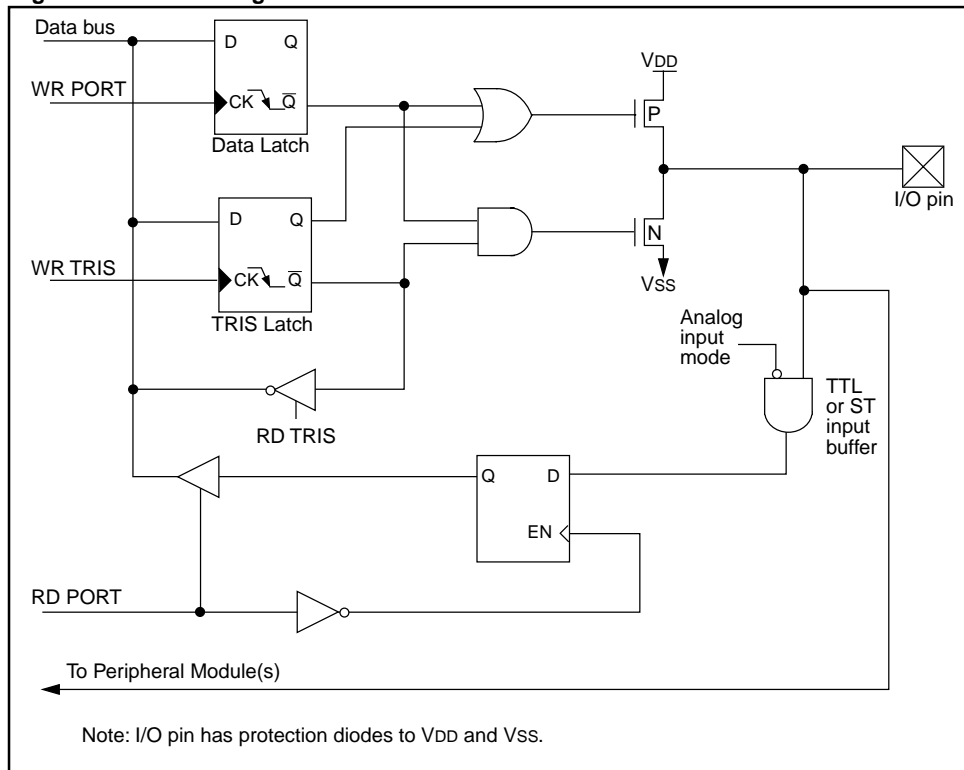 Data bus
D Q
VDD
WR PORT
CK Q
P
Data Latch
I/O pin
D Q
N
WR TRIS
CK Q
VSS
TRIS Latch
Analog
input
mode
TTL
or ST
input
buffer
RD TRIS
Q D
EN
RD PORT
To Peripheral Module(s)
Note: I/O pin has protection diodes to VDD and VSS.